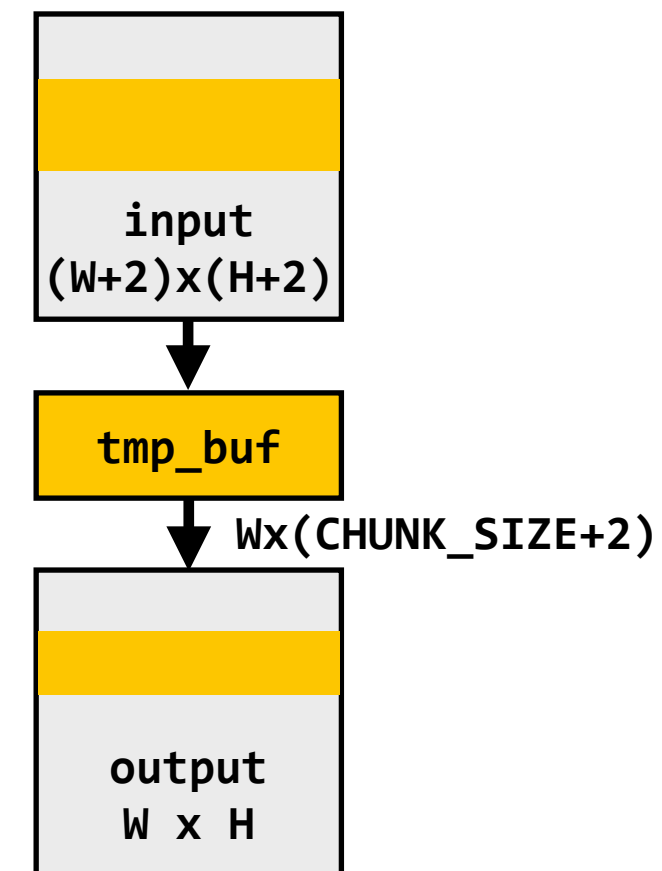 input
(W+2)x(H+2)
tmp_buf
Wx(CHUNK_SIZE+2)
output
W x H